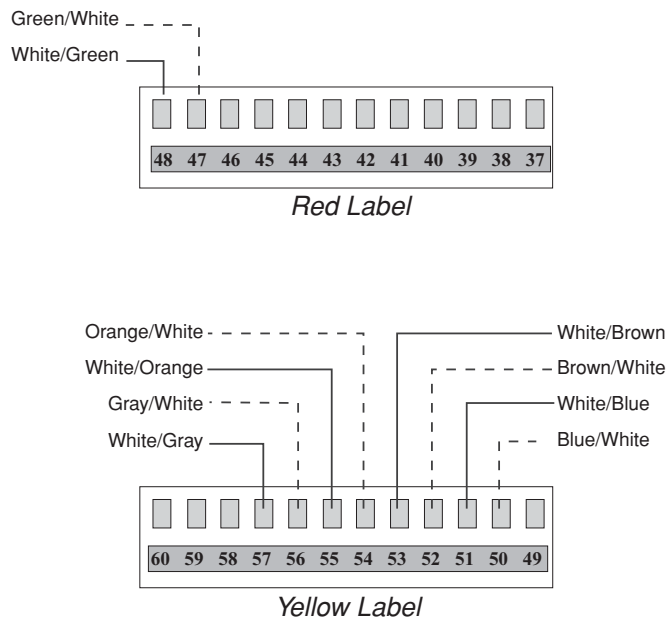 Green/White
White/Green
48 47 46 45 44 43 42 41 40 39 38 37
Red Label
Orange/White
White/Brown
White/Orange
Brown/White
Gray/White
White/Blue
White/Gray
Blue/White
60 59 58 57 56 55 54 53 52 51 50 49
Yellow Label